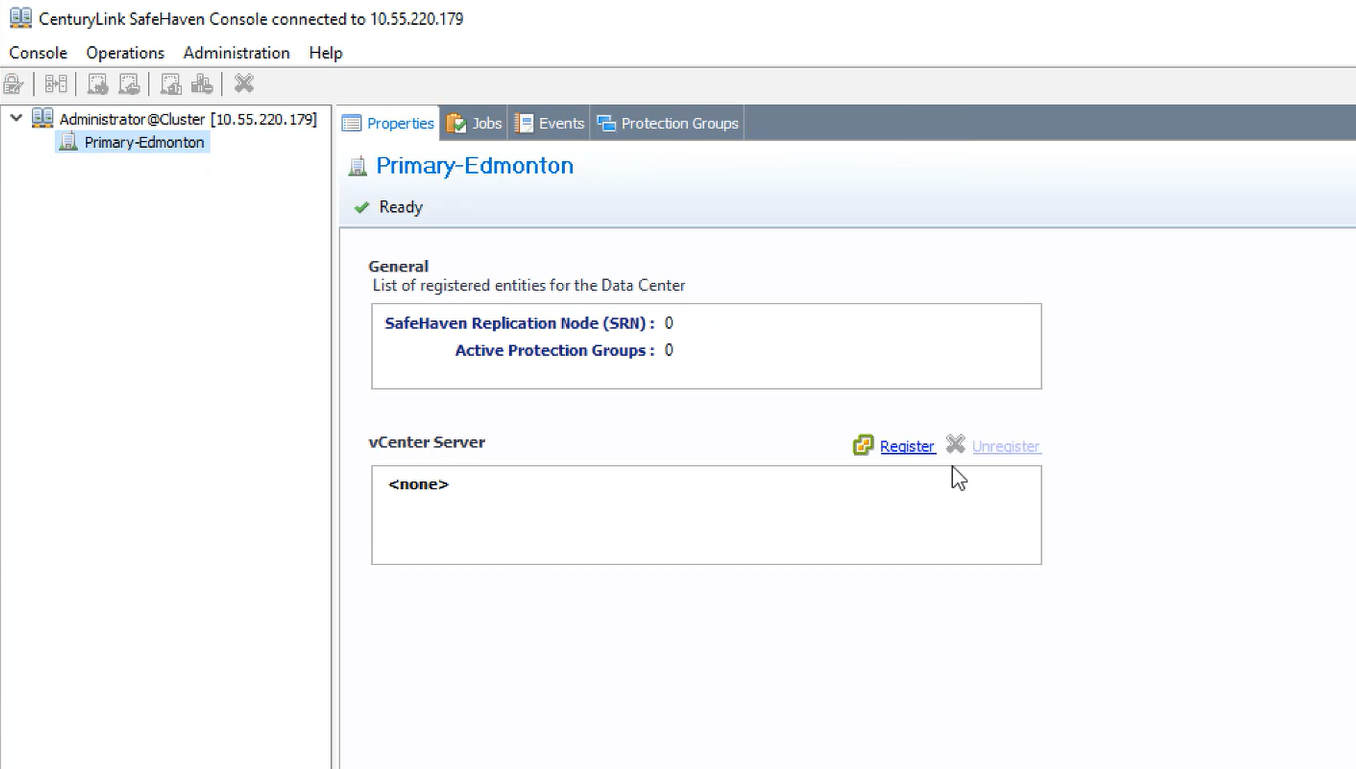 CenturyLink SafeHaven Console connected to 10.55.220.179
Console Operations Administration Help
Administrator@Cluster [10.55.220.179]
Primary-Edmonton
Properties Jobs Events Protection Groups
Primary-Edmonton
Ready
General
List of registered entities for the Data Center
SafeHaven Replication Node (SRN) : 0
Active Protection Groups : 0
vCenter Server Register Unregister
<none>